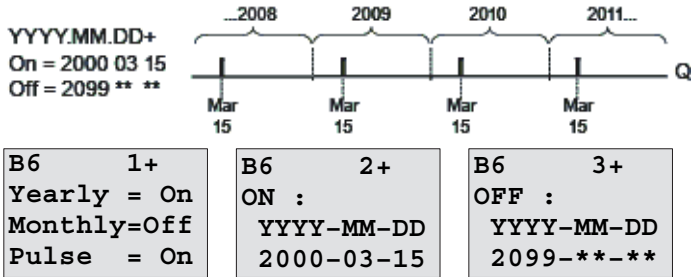 ...2008 2009 2010 2011...
YYYY.MM.DD+
On = 2000 03 15
Off = 2099 ** **
Q
Mar Mar Mar Mar
15 15 15 15
B6 1+
Yearly = On
Monthly=Off
Pulse = On
B6 2+
ON :
YYYY-MM-DD
2000-03-15
B6 3+
OFF :
YYYY-MM-DD
2099-**-**